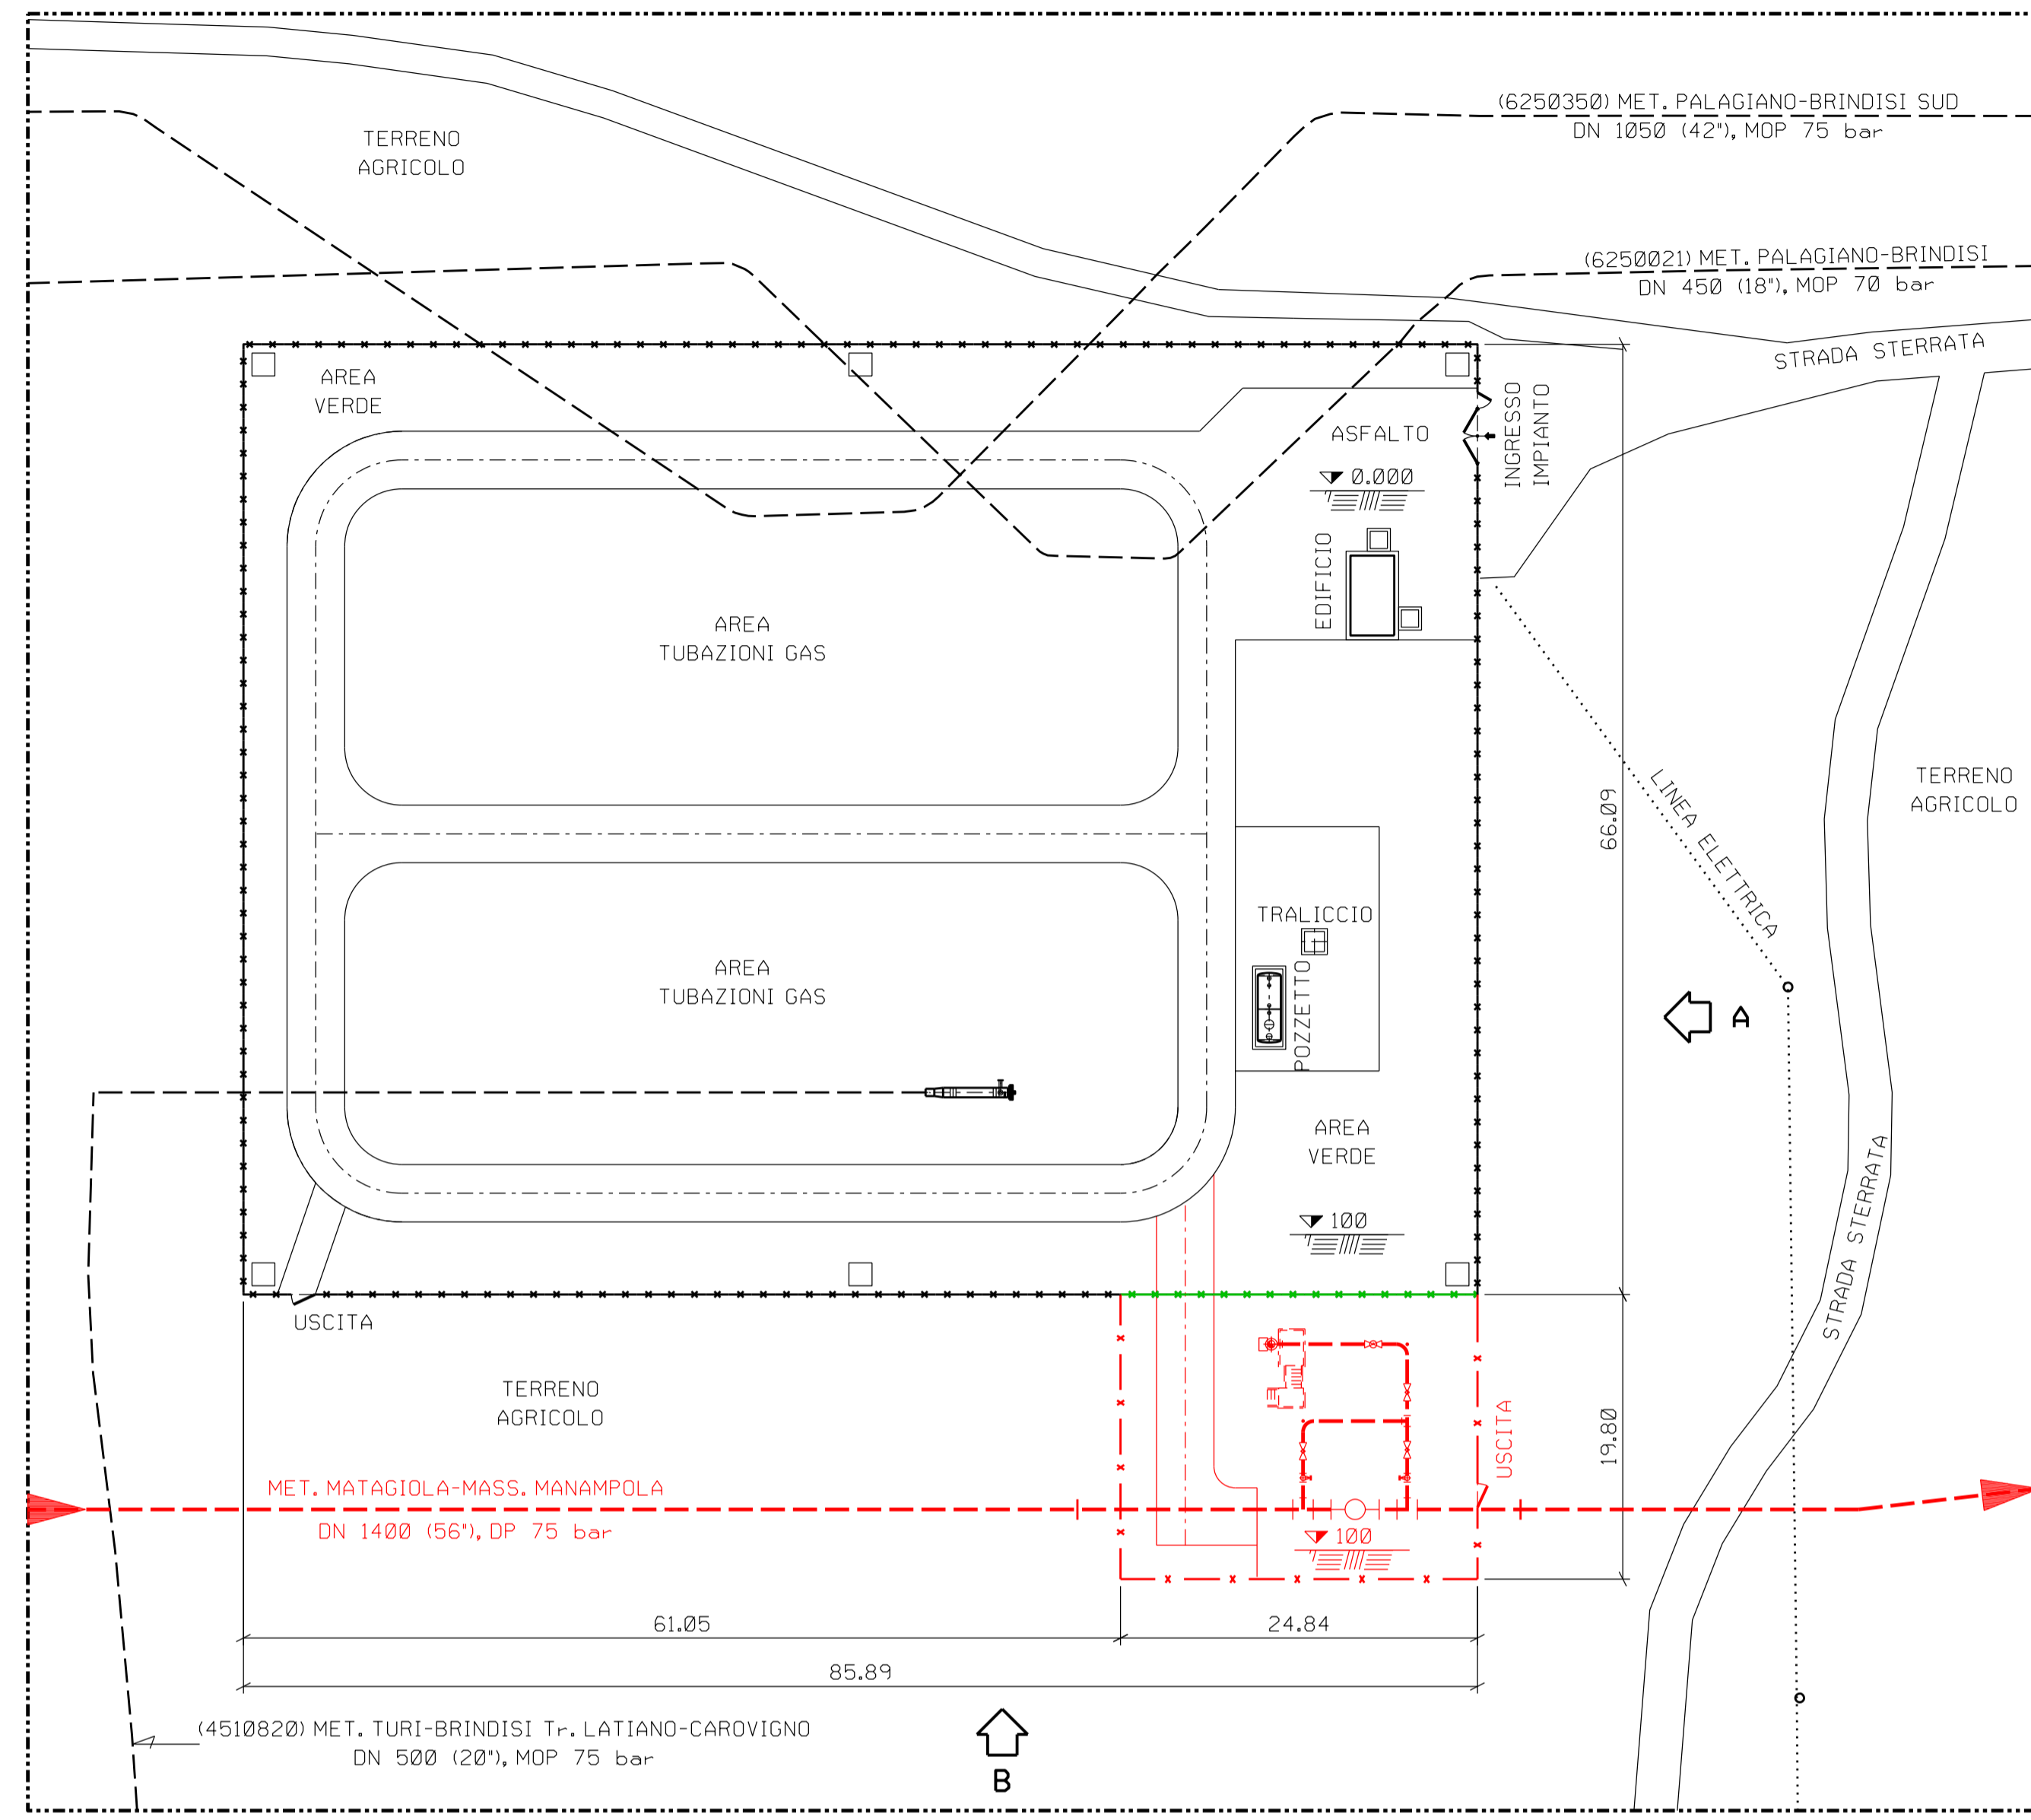 (6250350) MET. PALAGIANO-BRINDISI SUD
DN 1050 (42"), MOP 75 bar
TERRENO
AGRICOLO
(6250021) MET. PALAGIANO-BRINDISI
DN 450 (18"), MOP 70 bar
STRADA STERRATA
AREA
VERDE
INGRESSO
IMPIANTO
ASFALTO
0.000
EDIFICIO
AREA
TUBAZIONI GAS
LINEA ELETTRICA
66.09
TERRENO
AGRICOLO
TRALICCIO
POZZETTO
AREA
TUBAZIONI GAS
A
AREA
VERDE
100
STRADA STERRATA
USCITA
TERRENO
AGRICOLO
USCITA
19.80
MET. MATAGIOLA-MASS. MANAMPOLA
DN 1400 (56"), DP 75 bar
100
61.05
24.84
85.89
(4510820) MET. TURI-BRINDISI Tr. LATIANO-CAROVIGNO
DN 500 (20"), MOP 75 bar
B